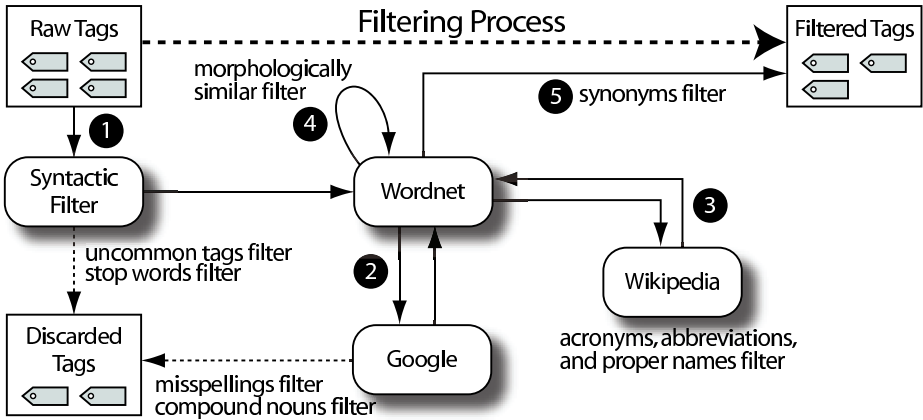 Filtering Process
Raw Tags
Filtered Tags
morphologically
similar filter
5 synonyms filter
1
4
Syntactic
Filter
Wordnet
3
uncommon tags filter
stop words filter
2
Wikipedia
Discarded
Tags
Google
acronyms, abbreviations,
and proper names filter
misspellings filter
compound nouns filter